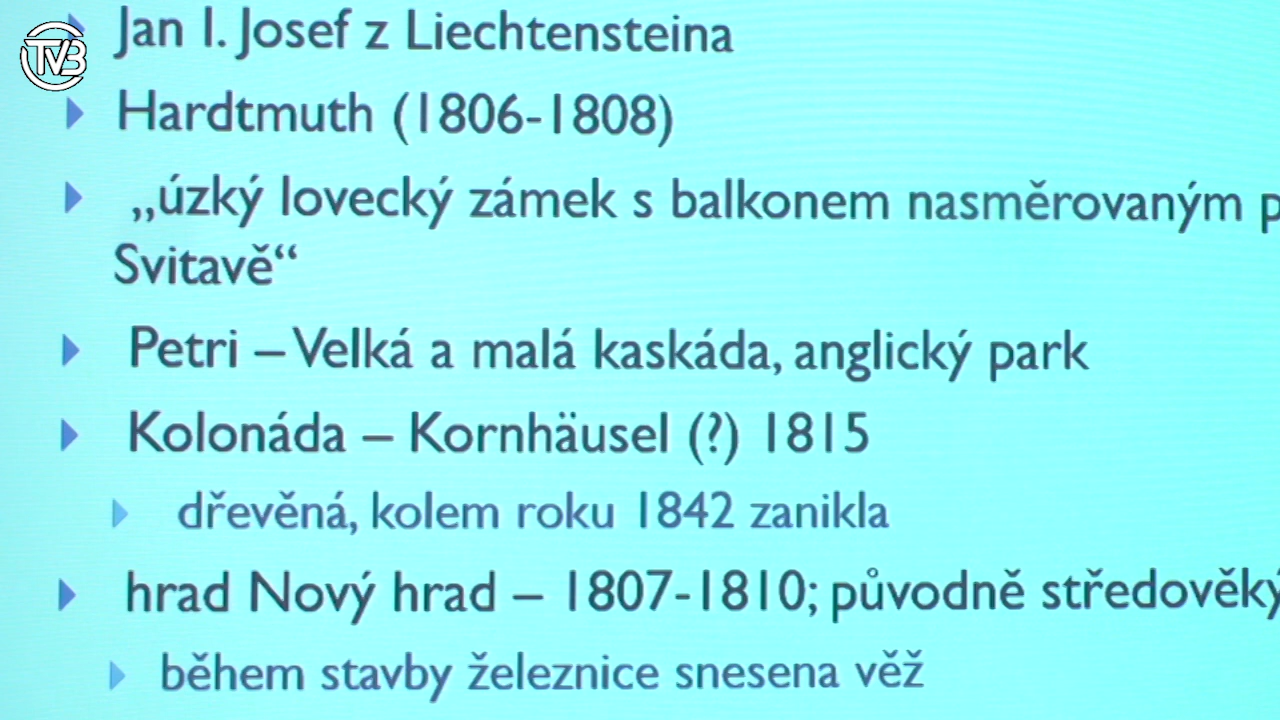 TVB
Jan I. Josef z Liechtensteina
Hardtmuth (1806-1808)
„úzký lovecký zámek s balkonem nasměrovaným
Svitavě“
Petri – Velká a malá kaskáda, anglický park
Kolonáda – Kornhäusel (?) 1815
dřevěná, kolem roku 1842 zanikla
hrad Nový hrad – 1807-1810; původně středověký
během stavby železnice snesena věž